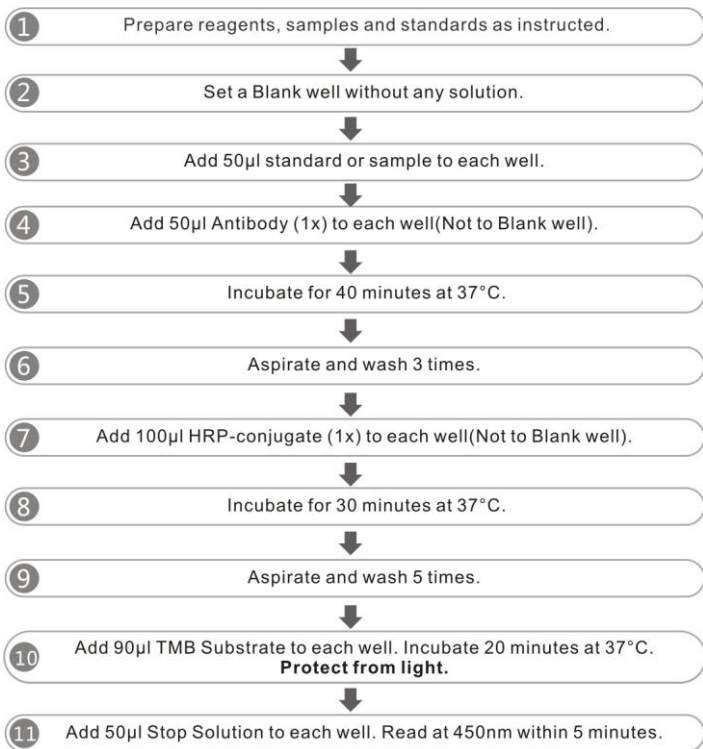 1 Prepare reagents, samples and standards as instructed.
2 Set a Blank well without any solution.
3 Add 50µl standard or sample to each well.
4 Add 50µl Antibody (1x) to each well(Not to Blank well).
5 Incubate for 40 minutes at 37°C.
6 Aspirate and wash 3 times.
7 Add 100µl HRP-conjugate (1x) to each well(Not to Blank well).
8 Incubate for 30 minutes at 37°C.
9 Aspirate and wash 5 times.
10 Add 90µl TMB Substrate to each well. Incubate 20 minutes at 37°C.
Protect from light.
11 Add 50µl Stop Solution to each well. Read at 450nm within 5 minutes.